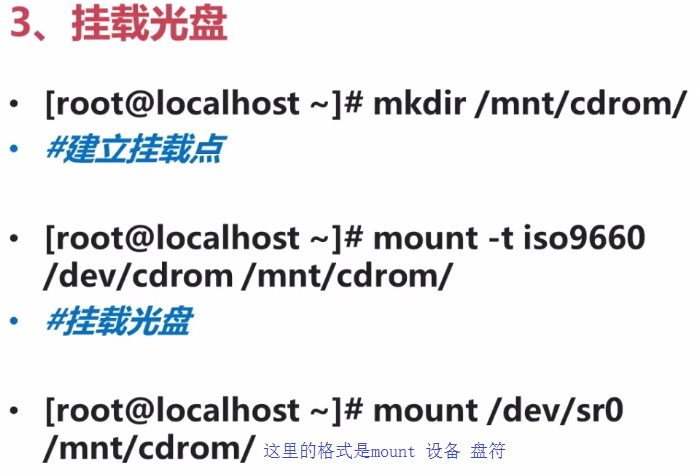 3、挂载光盘
• [root@localhost ~]# mkdir /mnt/cdrom/
• #建立挂载点
• [root@localhost ~]# mount -t iso9660
/dev/cdrom /mnt/cdrom/
• #挂载光盘
• [root@localhost ~]# mount /dev/sr0
/mnt/cdrom/ 这里的格式是mount 设备 盘符